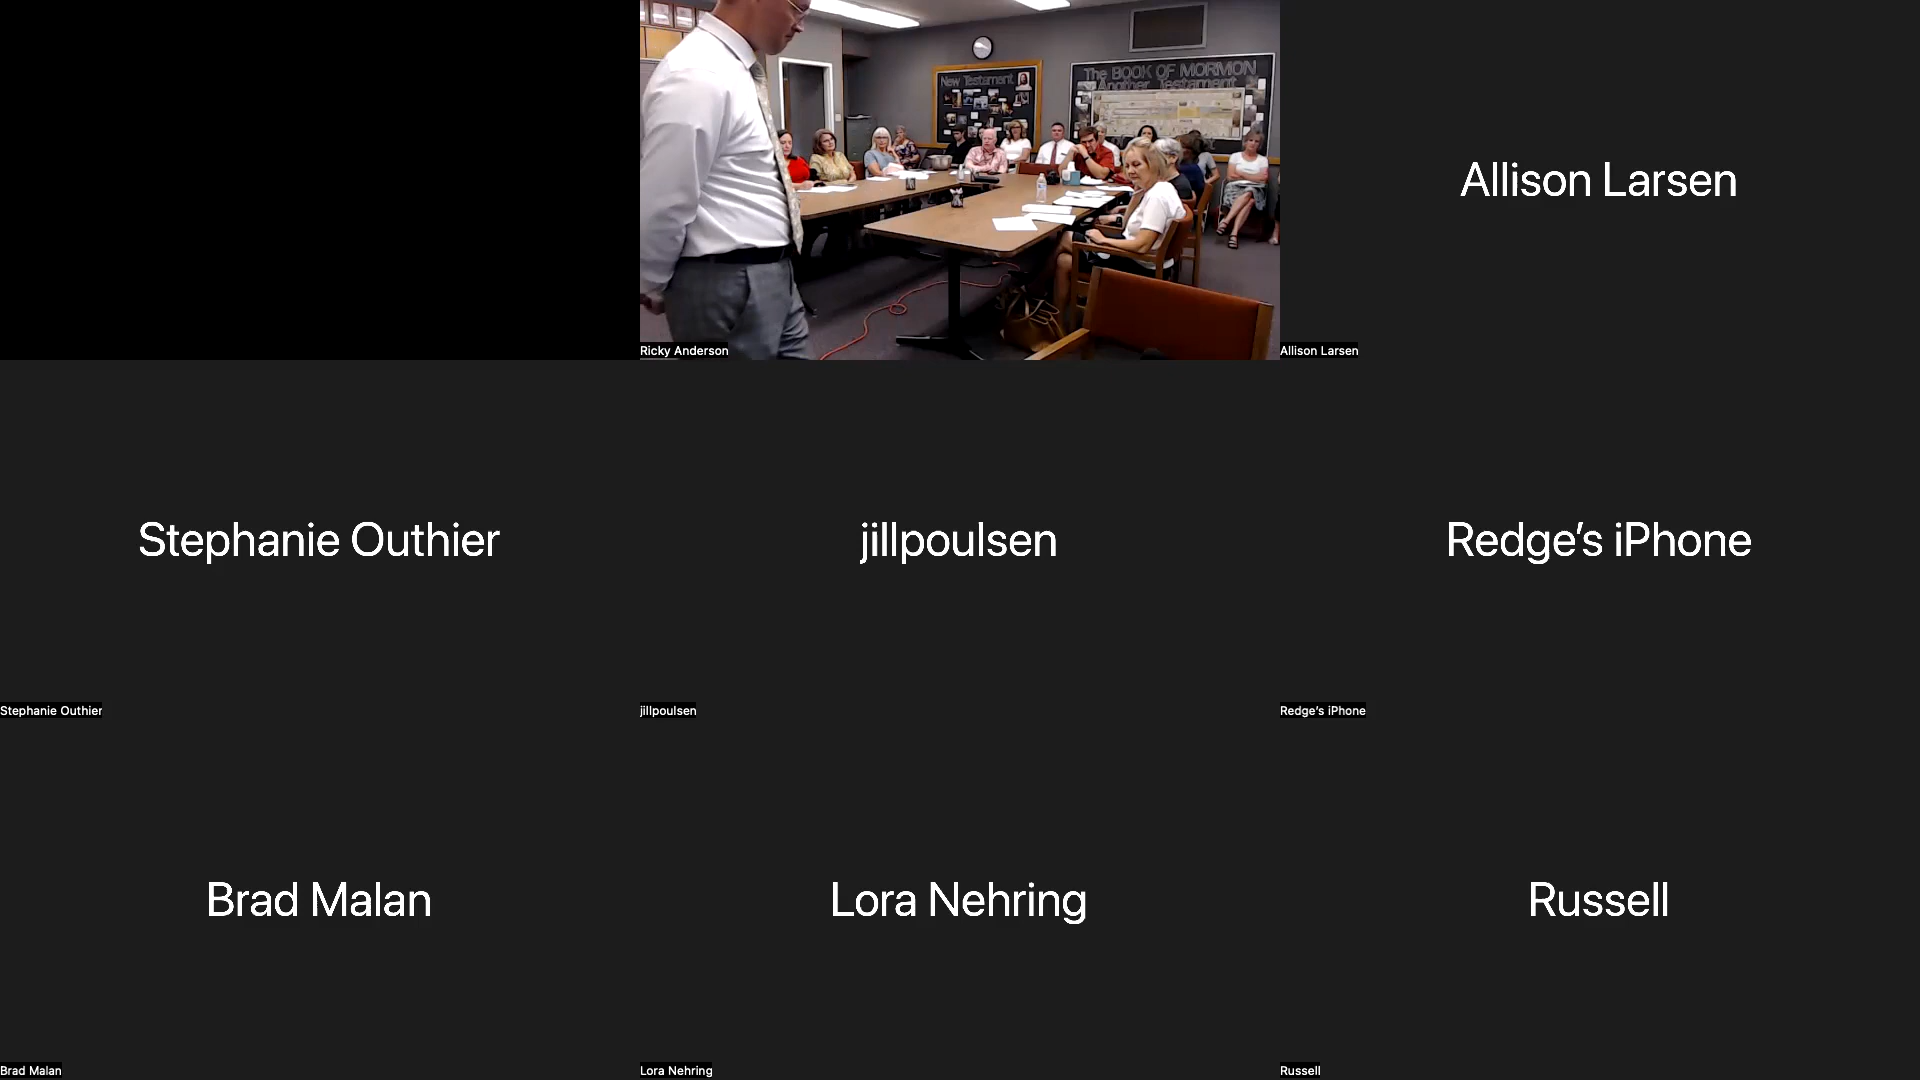 New Testament
The BOOK OF MORMON
Another Testament
Ricky Anderson
Allison Larsen
Allison Larsen
Stephanie Outhier
jillpoulsen
Redge's iPhone
Stephanie Outhier
jillpoulsen
Redge's iPhone
Brad Malan
Lora Nehring
Russell
Brad Malan
Lora Nehring
Russell